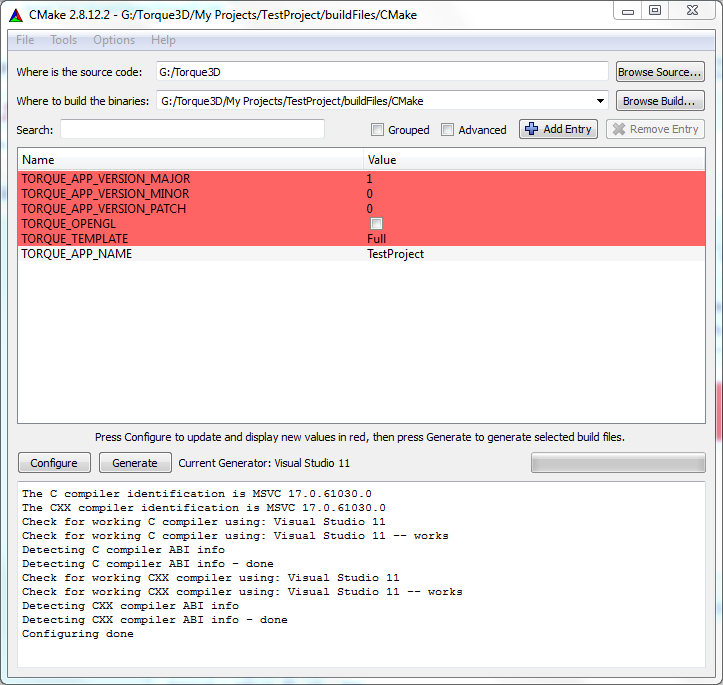 CMake 2.8.12.2 - G:/Torque3D/My Projects/TestProject/buildFiles/CMake
File Tools Options Help
Where is the source code: G:/Torque3D Browse Source...
Where to build the binaries: G:/Torque3D/My Projects/TestProject/buildFiles/CMake Browse Build...
Search: Grouped Advanced Add Entry Remove Entry
Name Value
TORQUE_APP_VERSION_MAJOR 1
TORQUE_APP_VERSION_MINOR 0
TORQUE_APP_VERSION_PATCH 0
TORQUE_OPENGL
TORQUE_TEMPLATE Full
TORQUE_APP_NAME TestProject
Press Configure to update and display new values in red, then press Generate to generate selected build files.
Configure Generate Current Generator: Visual Studio 11
The C compiler identification is MSVC 17.0.61030.0
The CXX compiler identification is MSVC 17.0.61030.0
Check for working C compiler using: Visual Studio 11
Check for working C compiler using: Visual Studio 11 -- works
Detecting C compiler ABI info
Detecting C compiler ABI info - done
Check for working CXX compiler using: Visual Studio 11
Check for working CXX compiler using: Visual Studio 11 -- works
Detecting CXX compiler ABI info
Detecting CXX compiler ABI info - done
Configuring done